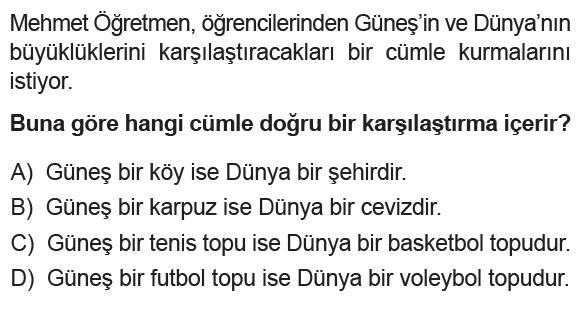 Mehmet Öğretmen, öğrencilerinden Güneş’in ve Dünya’nın
büyüklüklerini karşılaştıracakları bir cümle kurmalarını
istiyor.
Buna göre hangi cümle doğru bir karşılaştırma içerir?
A) Güneş bir köy ise Dünya bir şehirdir.
B) Güneş bir karpuz ise Dünya bir cevizdir.
C) Güneş bir tenis topu ise Dünya bir basketbol topudur.
D) Güneş bir futbol topu ise Dünya bir voleybol topudur.